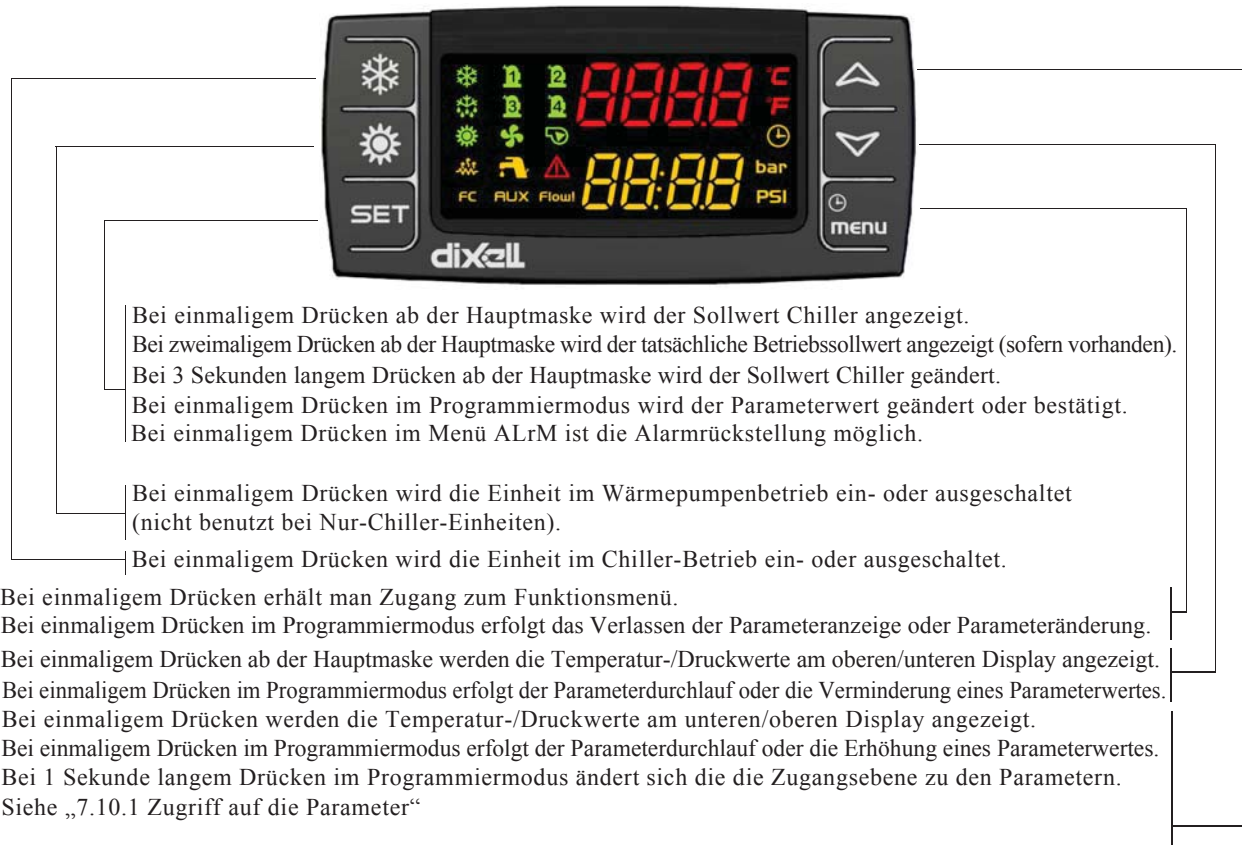 °C
°F
bar
FC AUX Flow! PSI
SET
menu
dixell
Bei einmaligem Drücken ab der Hauptmaske wird der Sollwert Chiller angezeigt.
Bei zweimaligem Drücken ab der Hauptmaske wird der tatsächliche Betriebssollwert angezeigt (sofern vorhanden).
Bei 3 Sekunden langem Drücken ab der Hauptmaske wird der Sollwert Chiller geändert.
Bei einmaligem Drücken im Programmiermodus wird der Parameterwert geändert oder bestätigt.
Bei einmaligem Drücken im Menü ALrM ist die Alarmrückstellung möglich.
Bei einmaligem Drücken wird die Einheit im Wärmepumpenbetrieb ein- oder ausgeschaltet
(nicht benutzt bei Nur-Chiller-Einheiten).
Bei einmaligem Drücken wird die Einheit im Chiller-Betrieb ein- oder ausgeschaltet.
Bei einmaligem Drücken erhält man Zugang zum Funktionsmenü.
Bei einmaligem Drücken im Programmiermodus erfolgt das Verlassen der Parameteranzeige oder Parameteränderung.
Bei einmaligem Drücken ab der Hauptmaske werden die Temperatur-/Druckwerte am oberen/unteren Display angezeigt.
Bei einmaligem Drücken im Programmiermodus erfolgt der Parameterdurchlauf oder die Verminderung eines Parameterwertes.
Bei einmaligem Drücken werden die Temperatur-/Druckwerte am unteren/oberen Display angezeigt.
Bei einmaligem Drücken im Programmiermodus erfolgt der Parameterdurchlauf oder die Erhöhung eines Parameterwertes.
Bei 1 Sekunde langem Drücken im Programmiermodus ändert sich die die Zugangsebene zu den Parametern.
Siehe „7.10.1 Zugriff auf die Parameter“
1 2 88:8.8
3 4
88:8.8